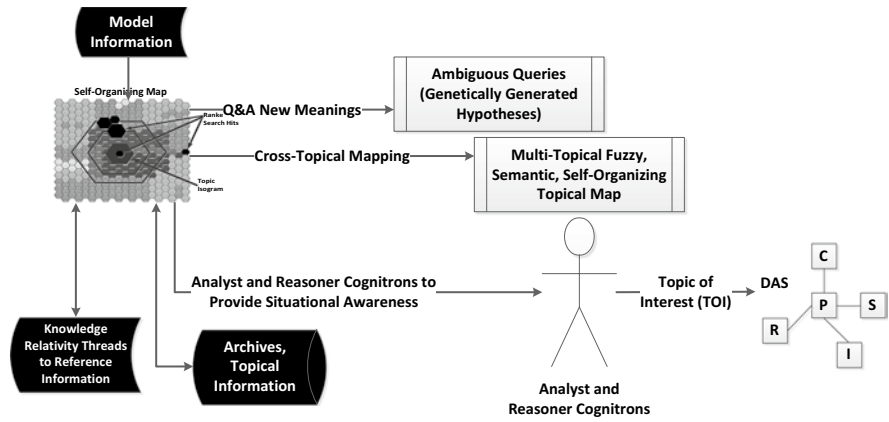 Model
Information
Self-Organizing Map
Ranke
Search Hits
Topic
Isogram
Q&A New Meanings
Ambiguous Queries
(Genetically Generated
Hypotheses)
Cross-Topical Mapping
Multi-Topical Fuzzy,
Semantic, Self-Organizing
Topical Map
Analyst and Reasoner Cognitrons to
Provide Situational Awareness
Topic of
Interest (TOI)
DAS
C
P
S
R
I
Knowledge
Relativity Threads
to Reference
Information
Archives,
Topical
Information
Analyst and
Reasoner Cognitrons